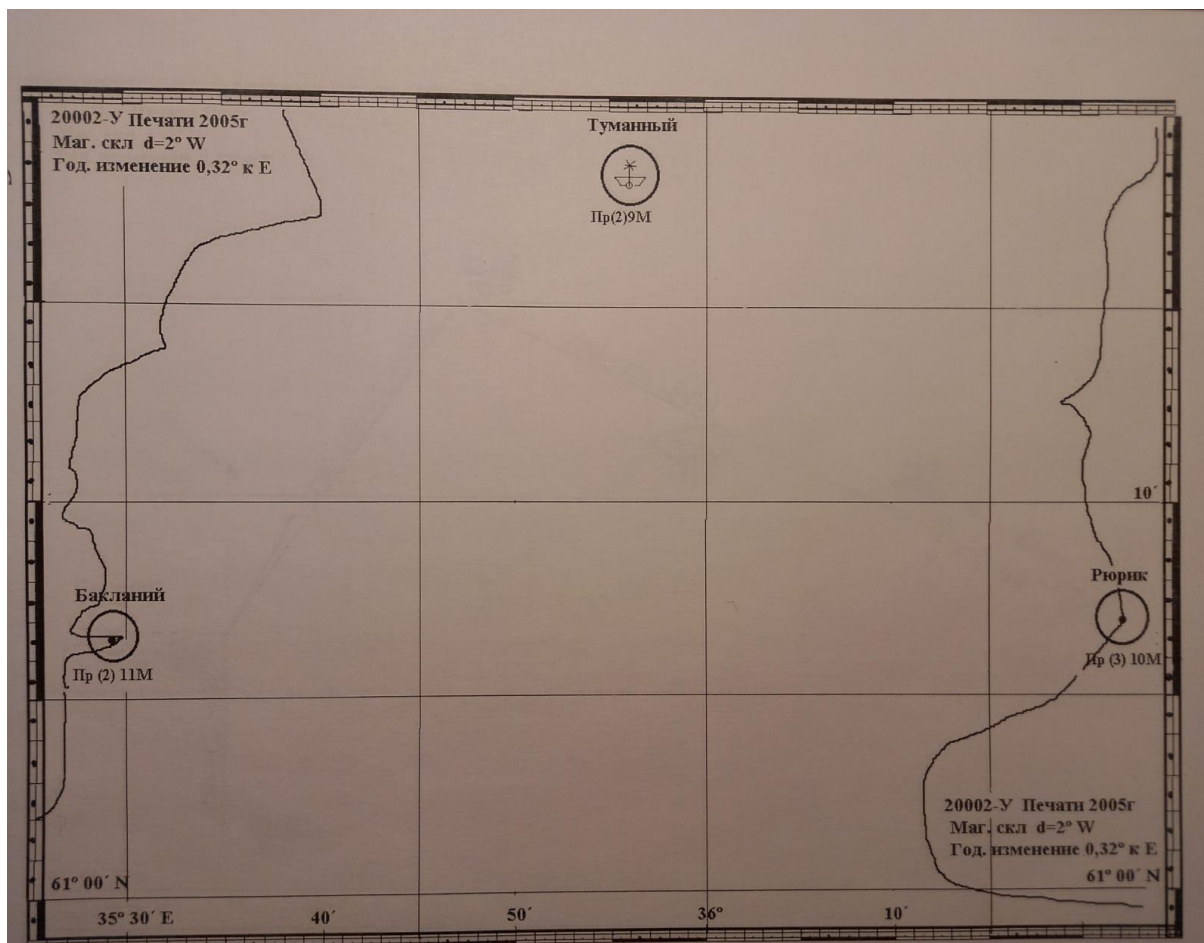 20002-У Печати 2005г
Маг. скл d=2° W
Год. изменение 0,32° к E
Туманный
Пр(2)9М
10´
Рюрик
Пр (3) 10М
Бакланий
Пр (2) 11М
20002-У Печати 2005г
Маг. скл d=2° W
Год. изменение 0,32° к E
61° 00´ N
61° 00´ N
35° 30´ E
40´
50´
36°
10´